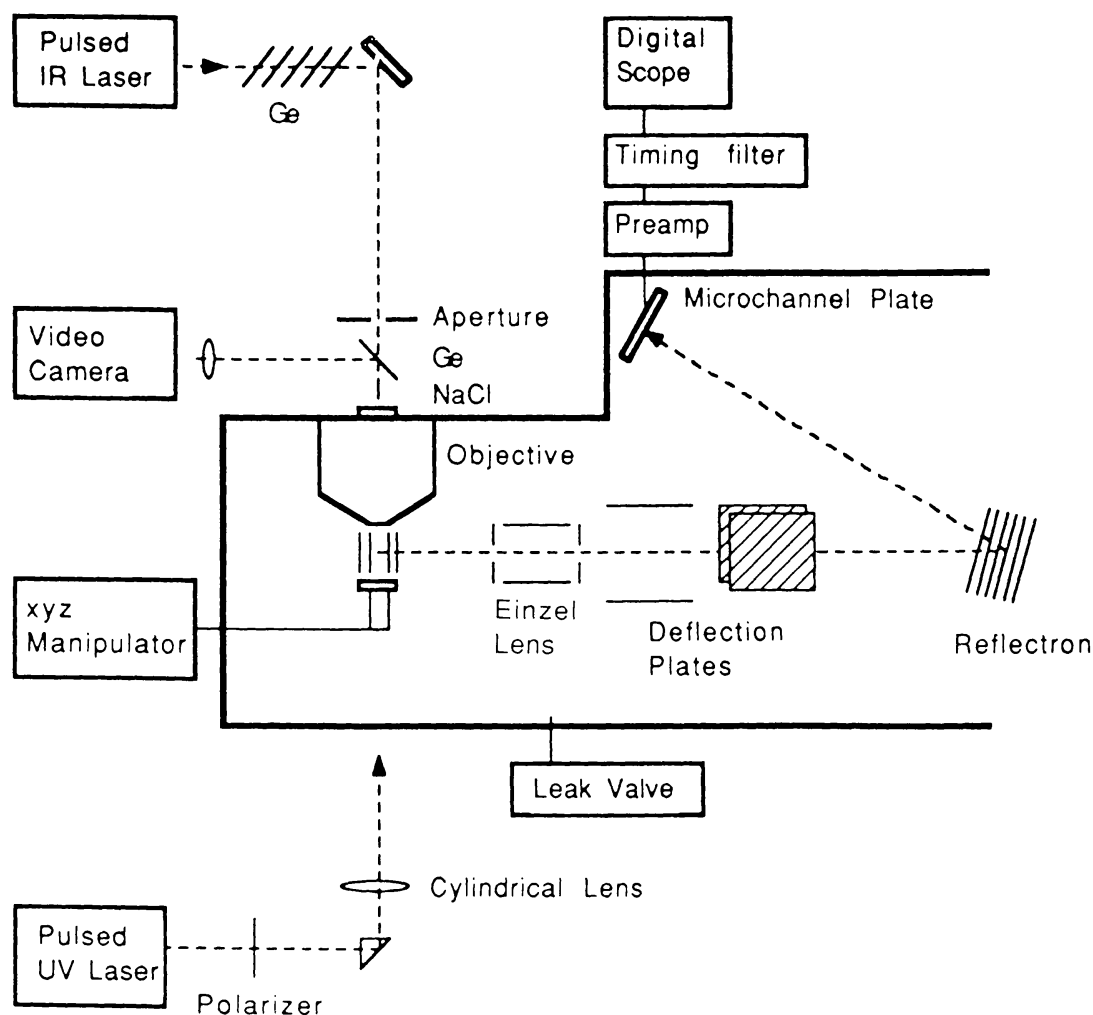 Pulsed
IR Laser
Ge
Digital
Scope
Timing filter
Preamp
Microchannel Plate
Video
Camera
Aperture
Ge
NaCl
Objective
xyz
Manipulator
Einzel
Lens
Deflection
Plates
Reflectron
Leak Valve
Cylindrical Lens
Pulsed
UV Laser
Polarizer